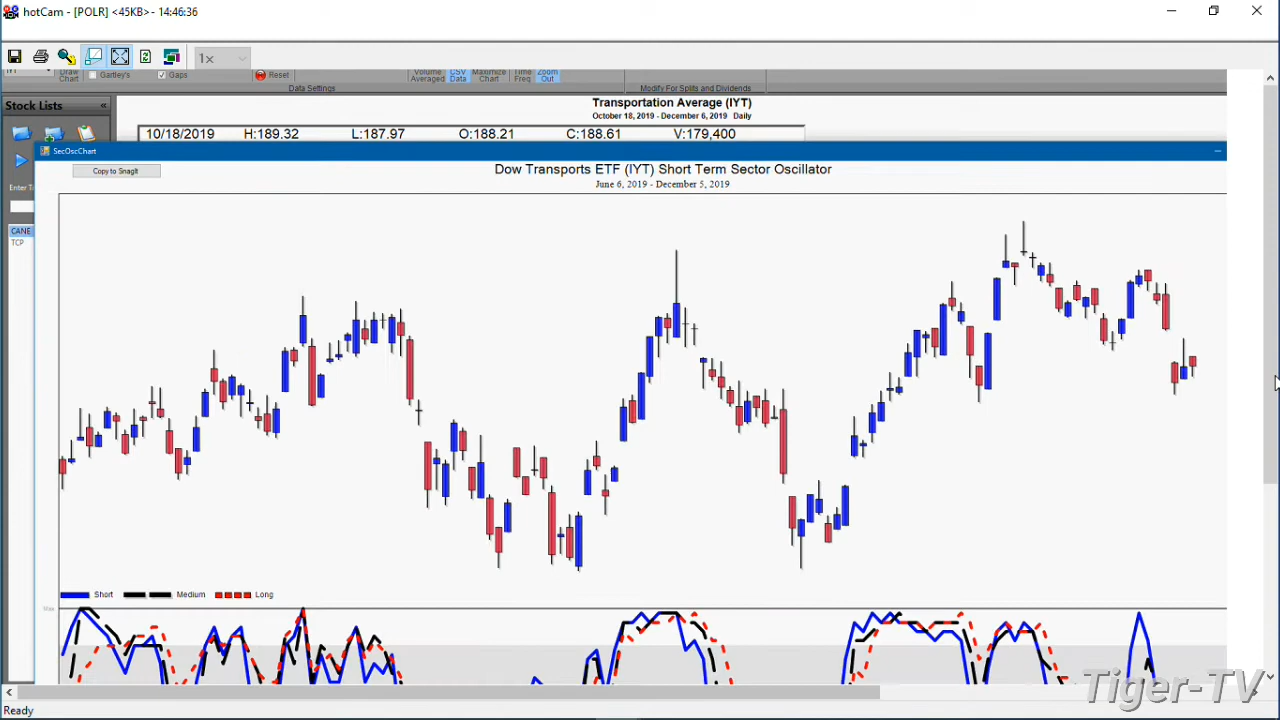 hotCam - [POLR] <45KB> - 14:46:36
1x
Draw
Chart
Gartley's
Gaps
Reset
Volume
Averaged
CSV
Data
Maximize
Chart
Time
Freq
Zoom
Out
Data Settings
Modify For Splits and Dividends
Stock Lists
«
Transportation Average (IYT)
October 18, 2019 - December 6, 2019 Daily
10/18/2019 H:189.32 L:187.97 O:188.21 C:188.61 V:179,400
SecOscChart
Copy to SnagIt
Dow Transports ETF (IYT) Short Term Sector Oscillator
June 6, 2019 - December 5, 2019
CANE
TCP
Short Medium Long
Tiger-TV
Ready